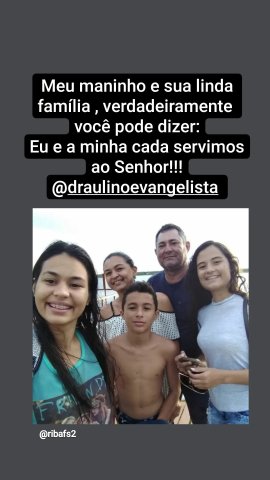 Meu maninho e sua linda
família , verdadeiramente
você pode dizer:
Eu e a minha cada servimos
ao Senhor!!!
@draulinoevangelista
@ribafs2